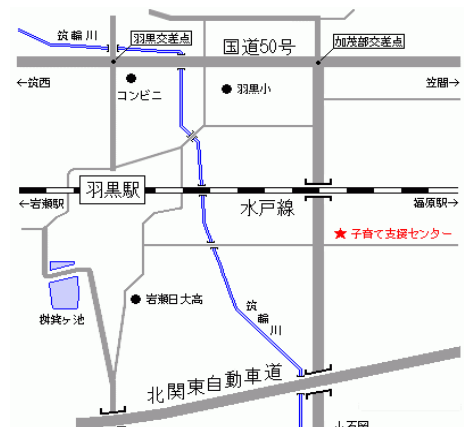 筑輪川
羽黒交差点
国道50号
加茂部交差点
←筑西
笠間→
コンビニ
羽黒小
羽黒駅
←岩瀬駅
水戸線
福原駅→
★ 子育て支援センター
岩瀬日大高
筑輪川
桝箕ヶ池
北関東自動車道